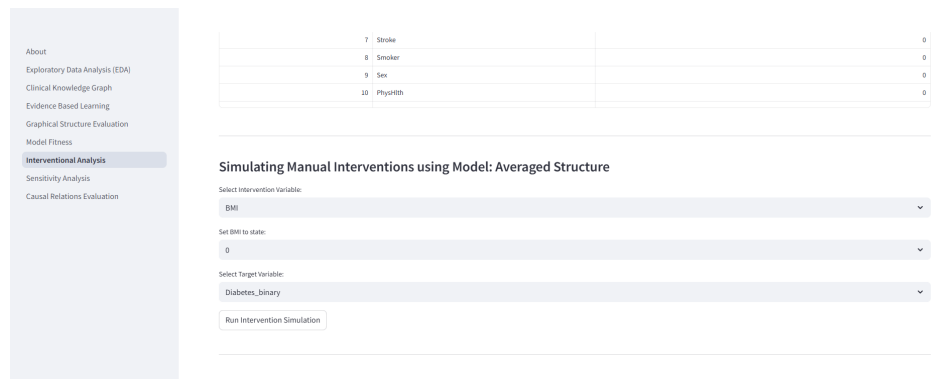 About
Exploratory Data Analysis (EDA)
Clinical Knowledge Graph
Evidence Based Learning
Graphical Structure Evaluation
Model Fitness
Interventional Analysis
Sensitivity Analysis
Causal Relations Evaluation
7 Stroke 0
8 Smoker 0
9 Sex 0
10 PhysHlth 0
Simulating Manual Interventions using Model: Averaged Structure
Select Intervention Variable:
BMI
Set BMI to state:
0
Select Target Variable:
Diabetes_binary
Run Intervention Simulation